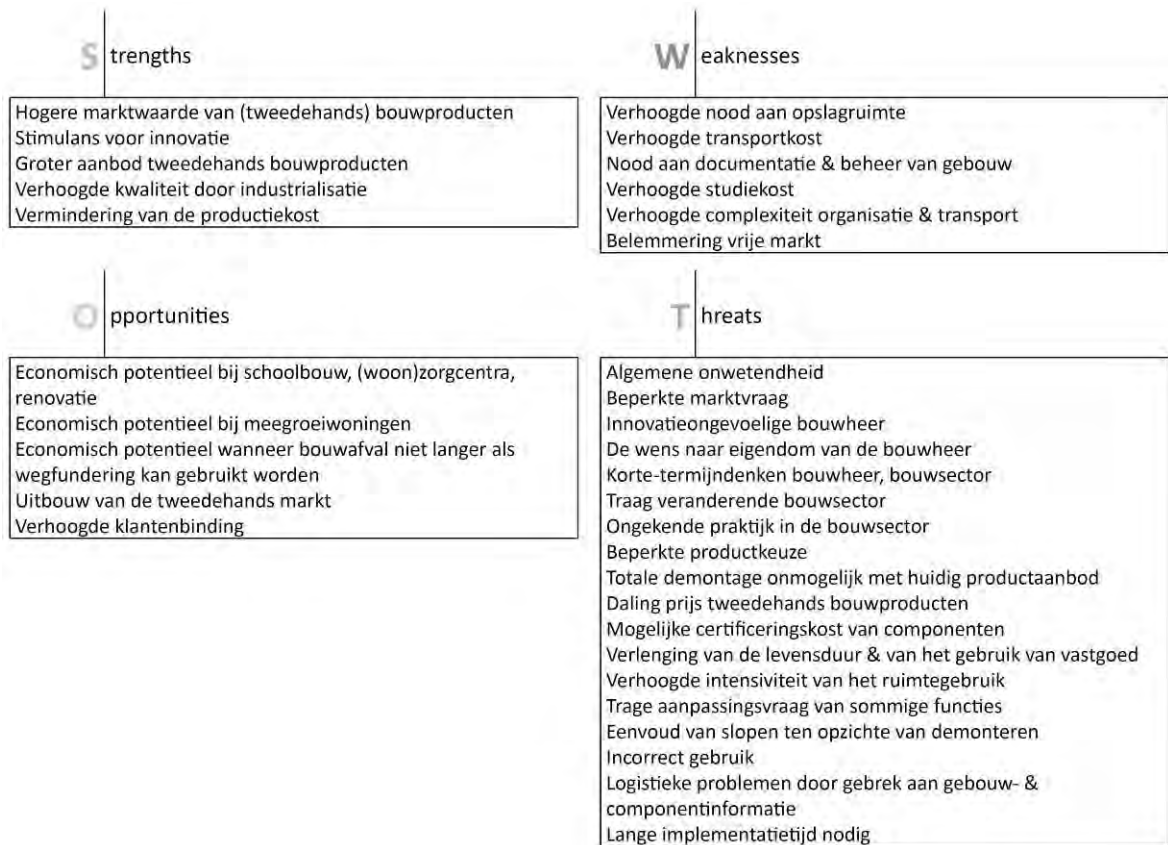 Strengths
Hogere marktwaarde van (tweedehands) bouwproducten
Stimulans voor innovatie
Groter aanbod tweedehands bouwproducten
Verhoogde kwaliteit door industrialisatie
Vermindering van de productiekost
Weaknesses
Verhoogde nood aan opslagruimte
Verhoogde transportkost
Nood aan documentatie & beheer van gebouw
Verhoogde studiekost
Verhoogde complexiteit organisatie & transport
Belemmering vrije markt
Opportunities
Economisch potentieel bij schoolbouw, (woon)zorgcentra,
renovatie
Economisch potentieel bij meegroeiwoningen
Economisch potentieel wanneer bouwafval niet langer als
wegfundering kan gebruikt worden
Uitbouw van de tweedehands markt
Verhoogde klantenbinding
Threats
Algemene onwetendheid
Beperkte marktvraag
Innovatieongevoelige bouwheer
De wens naar eigendom van de bouwheer
Korte-termijndenken bouwheer, bouwsector
Traag veranderende bouwsector
Ongekende praktijk in de bouwsector
Beperkte productkeuze
Totale demontage onmogelijk met huidig productaanbod
Daling prijs tweedehands bouwproducten
Mogelijke certificeringskost van componenten
Verlenging van de levensduur & van het gebruik van vastgoed
Verhoogde intensiviteit van het ruimtegebruik
Trage aanpassingsvraag van sommige functies
Eenvoud van slopen ten opzichte van demonteren
Incorrect gebruik
Logistieke problemen door gebrek aan gebouw- &
componentinformatie
Lange implementatietijd nodig